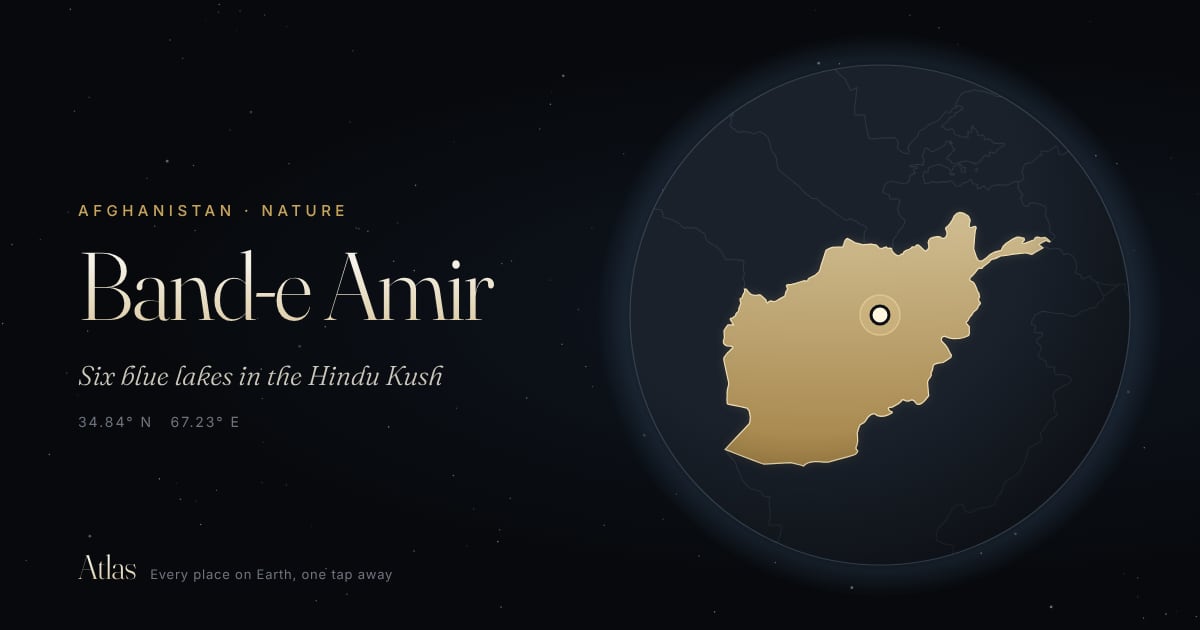 AFGHANISTAN · NATURE
Band-e Amir
Six blue lakes in the Hindu Kush
34.84° N 67.23° E
Atlas Every place on Earth, one tap away